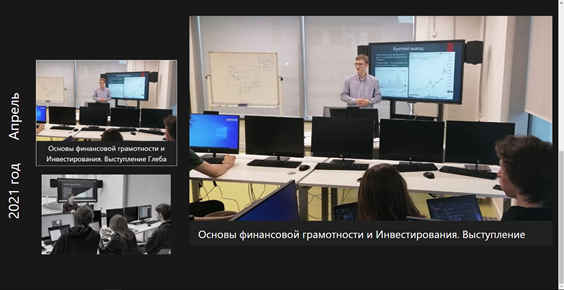 Апрель
2021 год
Основы финансовой грамотности и
Инвестирования. Выступление Глеба
Краткий вывод:
Основы финансовой грамотности и Инвестирования. Выступление